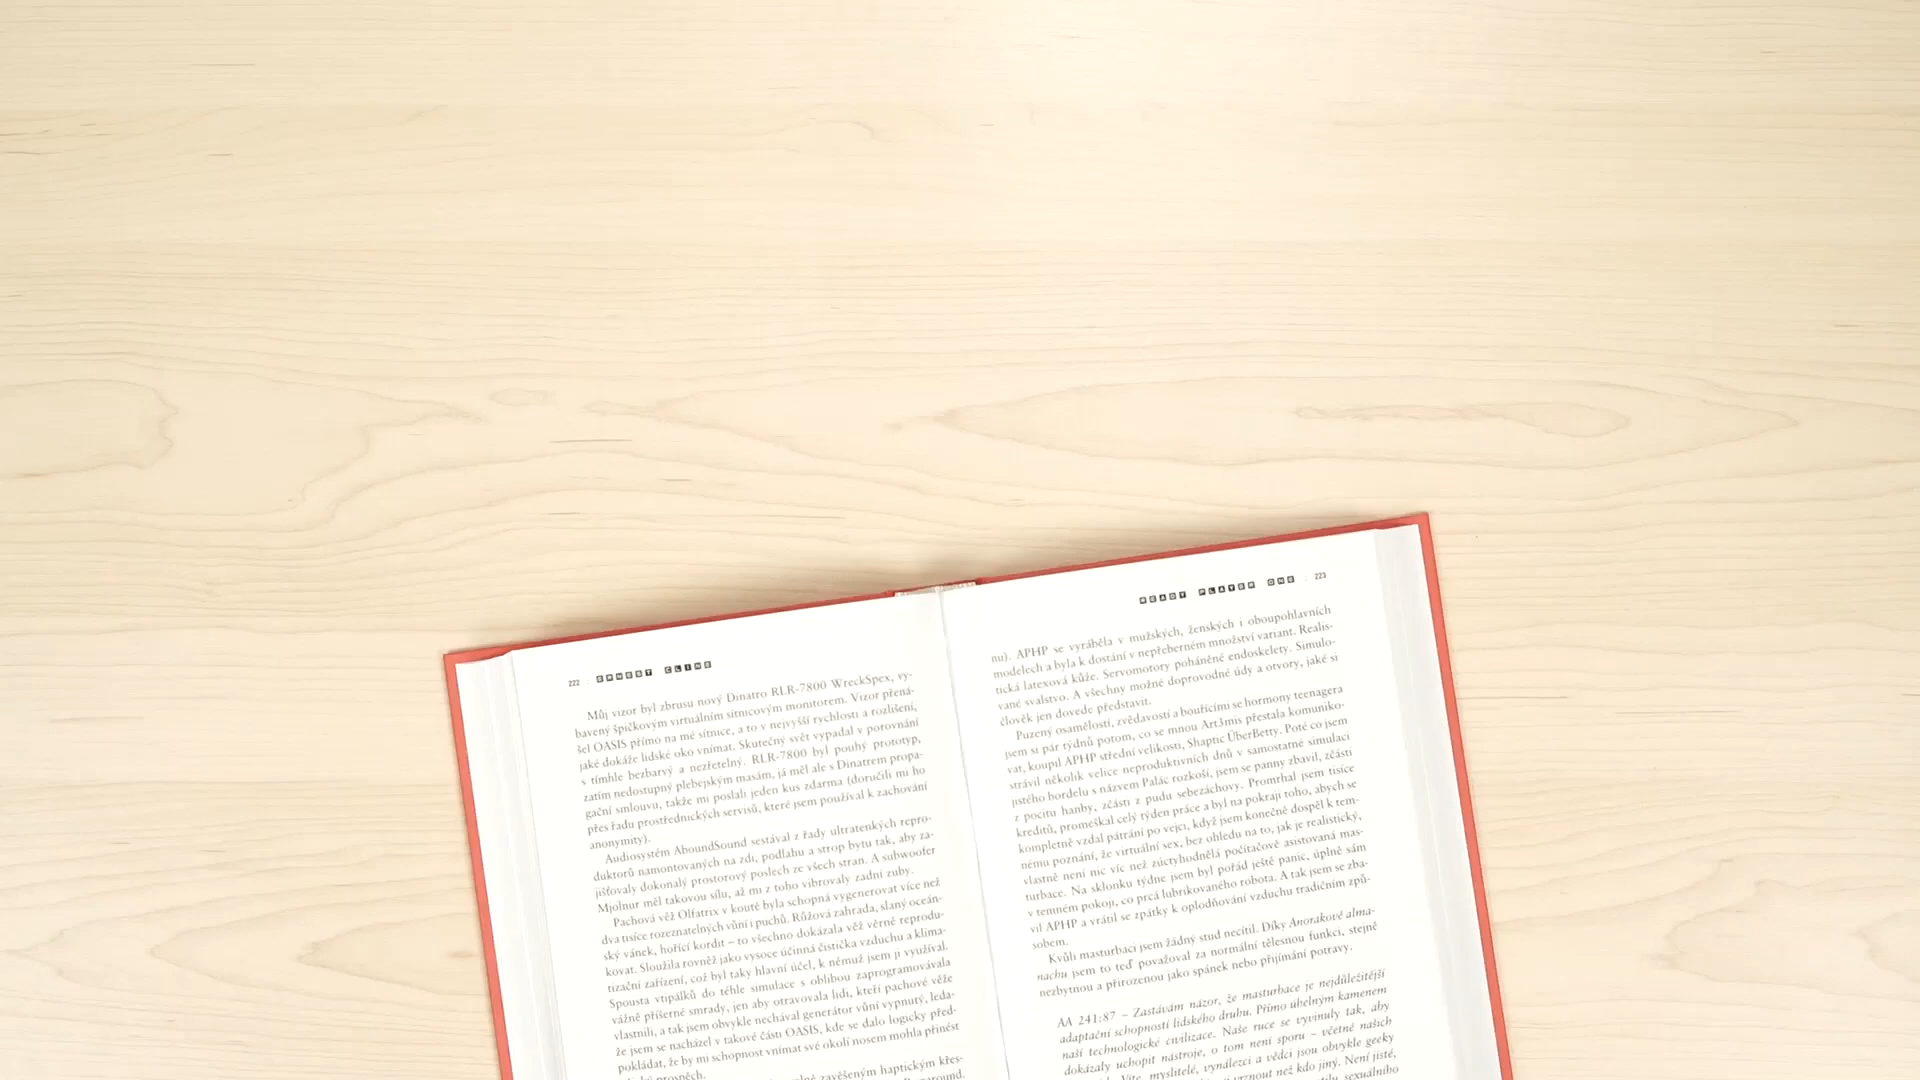 222 ERNEST CLINE
Můj vizor byl zbrusu nový Dinatro RLR-7800 WreckSpex, vy-
bavený špičkovým virtuálním sítnicovým monitorem. Vizor přená-
šel OASIS přímo na mé sítnice, a to v nejvyšší rychlosti a rozlišení,
jaké dokáže lidské oko vnímat. Skutečný svět vypadal v porovnání
s tímhle bezbarvý a nezřetelný. RLR-7800 byl pouhý prototyp,
zatím nedostupný plebejským masám, já měl ale s Dinatrem propa-
gační smlouvu, takže mi poslali jeden kus zdarma (doručili mi ho
přes řadu prostřednických servisů, které jsem používal k zachování
anonymity).
Audiosystém AboundSound sestával z řady ultratenkých repro-
duktorů namontovaných na zdi, podlahu a strop bytu tak, aby za-
jišťovaly dokonalý prostorový poslech ze všech stran. A subwoofer
Mjolnur měl takovou sílu, až mi z toho vibrovaly zadní zuby.
Pachová věž Olfatrix v koutě byla schopná vygenerovat více než
dva tisíce rozeznatelných vůní i puchů. Růžová zahrada, slaný oceán-
ský vánek, hořící kordit – to všechno dokázala věž věrně reprodu-
kovat. Sloužila rovněž jako vysoce účinná čistička vzduchu a klima-
tizační zařízení, což byl taky hlavní účel, k němuž jsem ji využíval.
Spousta vtipálků do téhle simulace s oblibou zaprogramovávala
vážně příšerné smrady, jen aby otravovala lidi, kteří pachové věže
vlastnili, a tak jsem obvykle nechával generátor vůní vypnutý, leda-
že jsem se nacházel v takové části OASIS, kde se dalo logicky před-
pokládat, že by mi schopnost vnímat své okolí nosem mohla přinést
prospěch.
zavěšeným haptickým křes-
READY PLAYER ONE 223
nu). APHP se vyráběla v mužských, ženských i oboupohlavních
modelech a byla k dostání v nepřeberném množství variant. Realis-
tická latexová kůže. Servomotory poháněné endoskelety. Simulo-
vané svalstvo. A všechny možné doprovodné údy a otvory, jaké si
člověk jen dovede představit.
Puzený osamělostí, zvědavostí a bouřícími se hormony teenagera
jsem si pár týdnů potom, co se mnou Art3mis přestala komuniko-
vat, koupil APHP střední velikosti, Shaptic ÜberBetty. Poté co jsem
strávil několik velice neproduktivních dnů v samostatné simulaci
jistého bordelu s názvem Palác rozkoší, jsem se panny zbavil, zčásti
z pocitu hanby, zčásti z pudu sebezáchovy. Promrhal jsem tisíce
kreditů, promeškal celý týden práce a byl na pokraji toho, abych se
kompletně vzdal pátrání po vejci, když jsem konečně dospěl k tem-
nému poznání, že virtuální sex, bez ohledu na to, jak je realistický,
vlastně není nic víc než zúctyhodnělá počítačově asistovaná mas-
turbace. Na sklonku týdne jsem byl pořád ještě panic, úplně sám
v temném pokoji, co prcá lubrikovaného robota. A tak jsem se zba-
vil APHP a vrátil se zpátky k oplodňování vzduchu tradičním způ-
sobem.
Kvůli masturbaci jsem žádný stud necítil. Díky Anorakově alma-
nachu jsem to teď považoval za normální tělesnou funkci, stejně
nezbytnou a přirozenou jako spánek nebo přijímání potravy.
AA 241:87 – Zastávám názor, že masturbace je nejdůležitější
adaptační schopností lidského druhu. Přímo úhelným kamenem
naší technologické civilizace. Naše ruce se vyvinuly tak, aby
dokázaly uchopit nástroje, o tom není sporu – včetně našich
Víte, myslitelé, vynálezci a vědci jsou obvykle geeky
než kdo jiný. Není jisté,
sexuálního